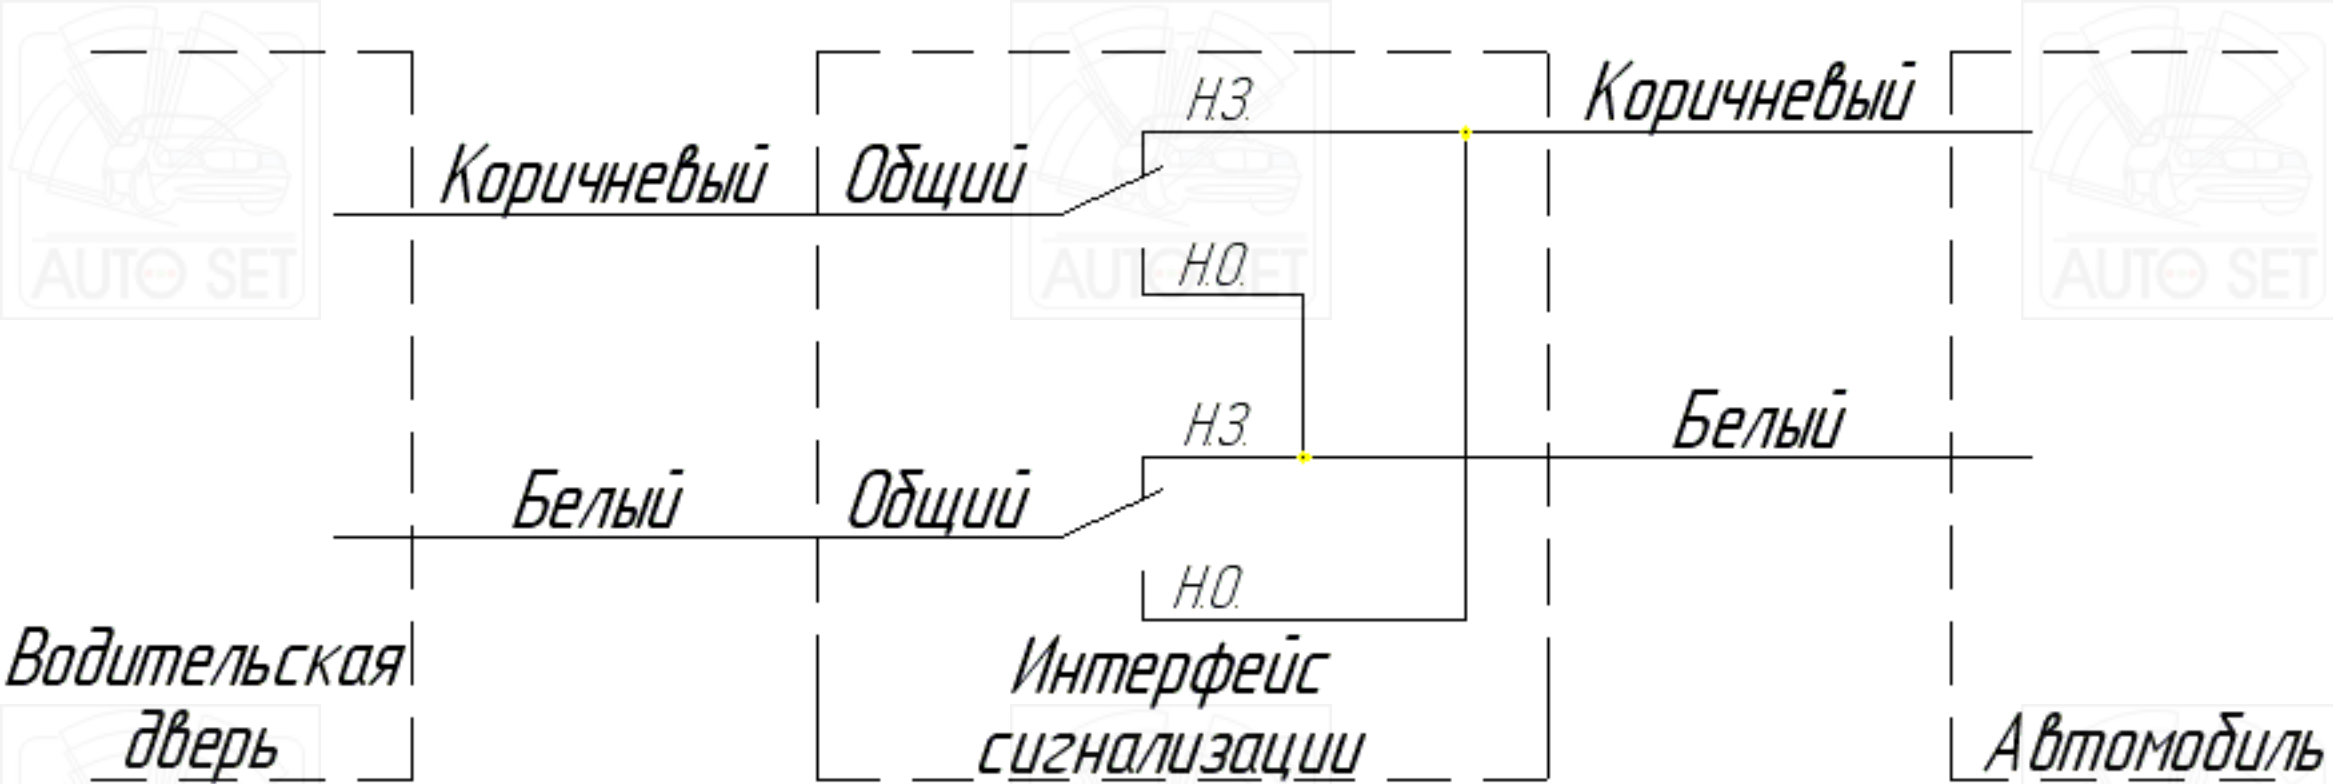 Н.З.
Коричневый
Коричневый
Общий
Н.О.
AUTO SET
AUTO SET
AUTO SET
Н.З.
Белый
Белый
Общий
Н.О.
Водительская
дверь
Интерфейс
сигнализации
Автомобиль